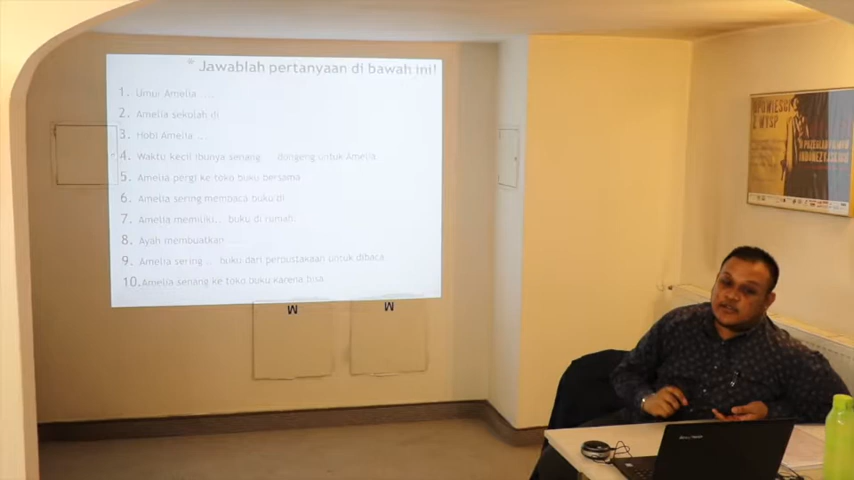 * Jawablah pertanyaan di bawah ini!
1. Umur Amelia ....
2. Amelia sekolah di
3. Hobi Amelia ....
4. Waktu kecil ibunya senang dongeng untuk Amelia
5. Amelia pergi ke toko buku bersama
6. Amelia sering membaca buku di
7. Amelia memiliki... buku di rumah.
8. Ayah membuatkan ....
9. Amelia sering ... buku dari perpustakaan untuk dibaca
10. Amelia senang ke toko buku karena bisa
OPOWIEŚCI
Z WYSP
M
M